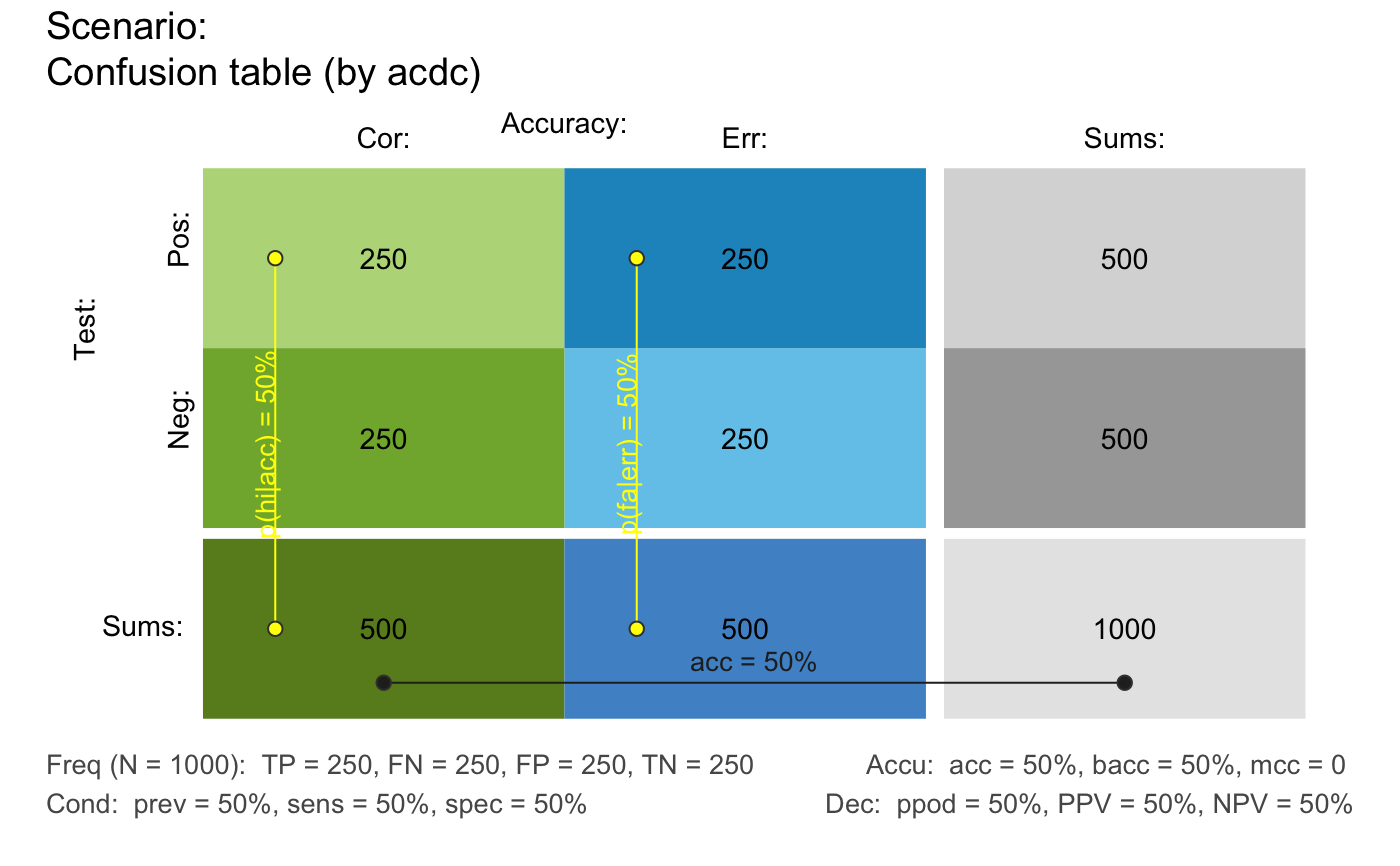 Scenario:
Confusion table (by acdc)
Accuracy:
Cor:
Err:
Sums:
Test:
Pos:
250
250
500
Neg:
250
250
500
p(hi|acc) = 50%
p(fa|err) = 50%
Sums:
500
500
1000
acc = 50%
Freq (N = 1000):  TP = 250, FN = 250, FP = 250, TN = 250
Accu:  acc = 50%, bacc = 50%, mcc = 0
Cond:  prev = 50%, sens = 50%, spec = 50%
Dec:  ppod = 50%, PPV = 50%, NPV = 50%